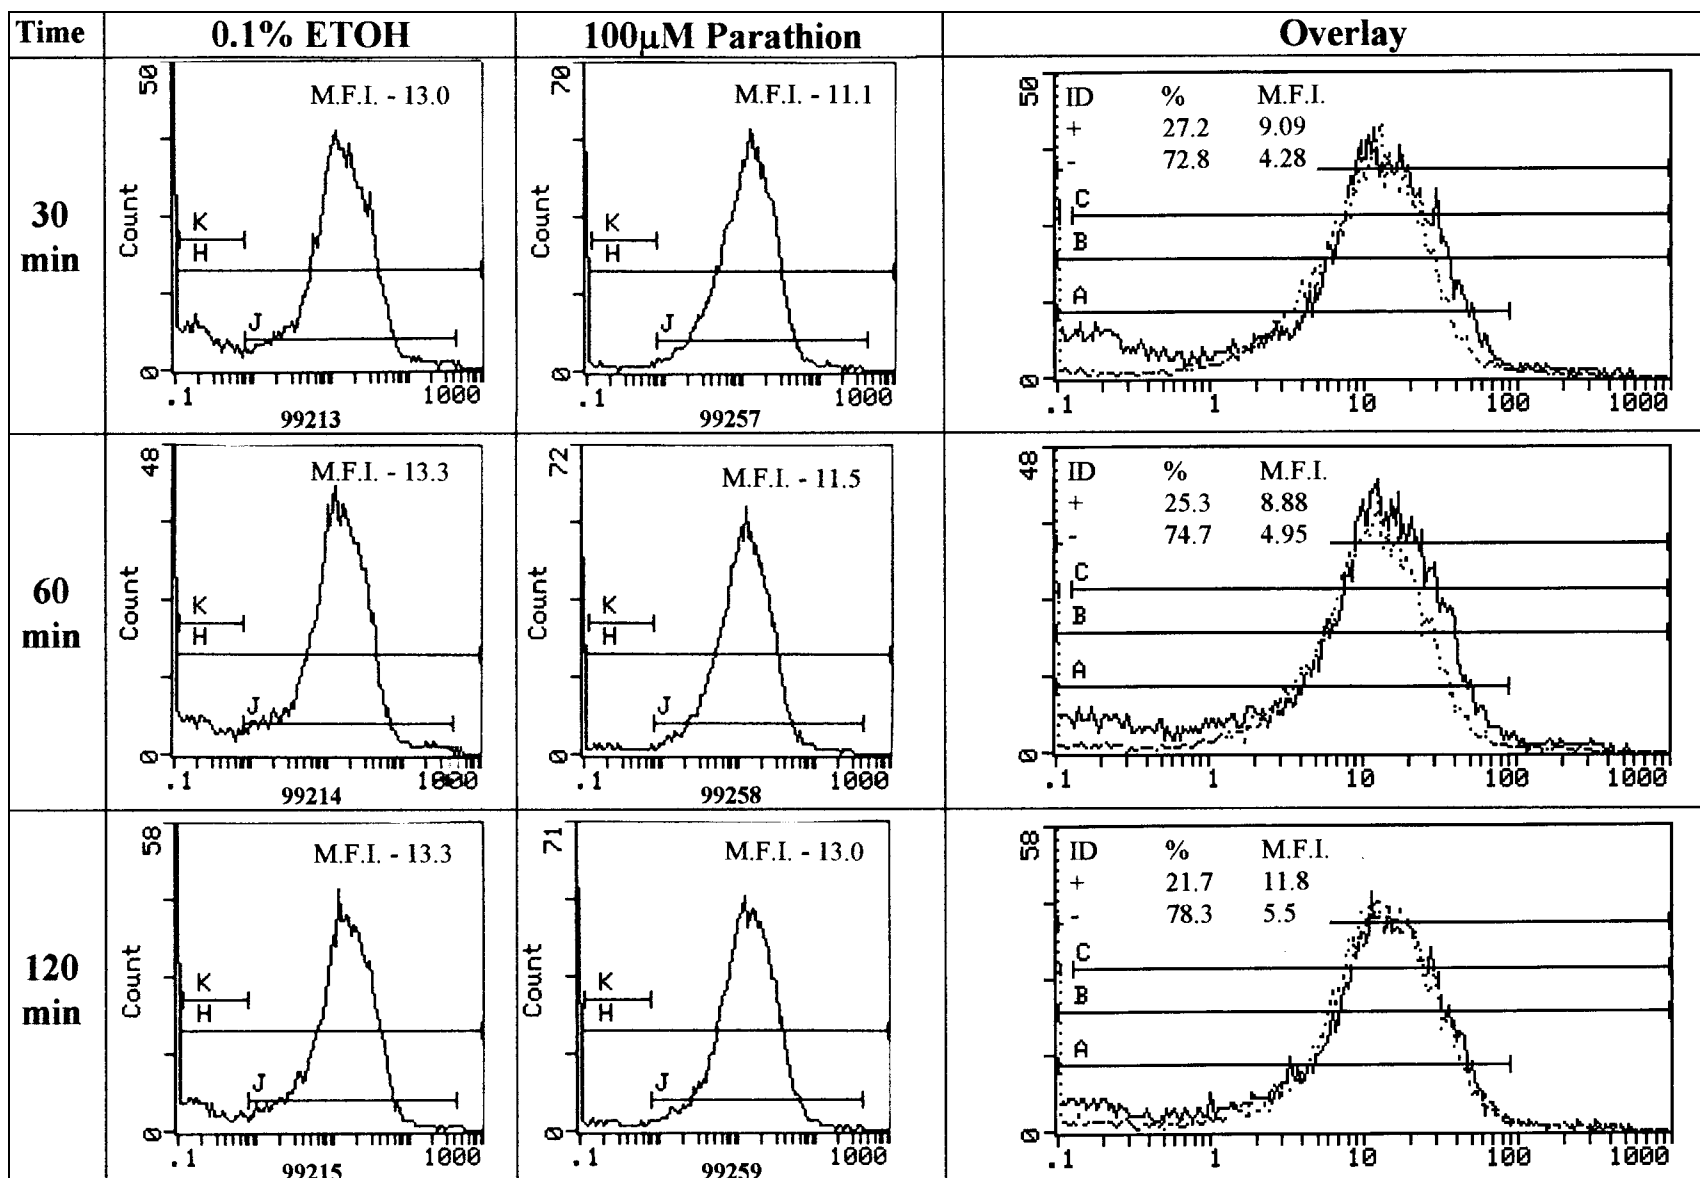 Time 0.1% ETOH 100µM Parathion Overlay
30 min
50
Count
0
M.F.I. - 13.0
K
H
J
.1 1000
99213
70
Count
0
M.F.I. - 11.1
K
H
J
.1 1000
99257
50
0
ID % M.F.I.
+ 27.2 9.09
- 72.8 4.28
C
B
A
.1 1 10 100 1000
60 min
48
Count
0
M.F.I. - 13.3
K
H
J
.1 1000
99214
72
Count
0
M.F.I. - 11.5
K
H
J
.1 1000
99258
48
0
ID % M.F.I.
+ 25.3 8.88
- 74.7 4.95
C
B
A
.1 1 10 100 1000
120 min
58
Count
0
M.F.I. - 13.3
K
H
J
.1 1000
99215
71
Count
0
M.F.I. - 13.0
K
H
J
.1 1000
99259
58
0
ID % M.F.I.
+ 21.7 11.8
- 78.3 5.5
C
B
A
.1 1 10 100 1000